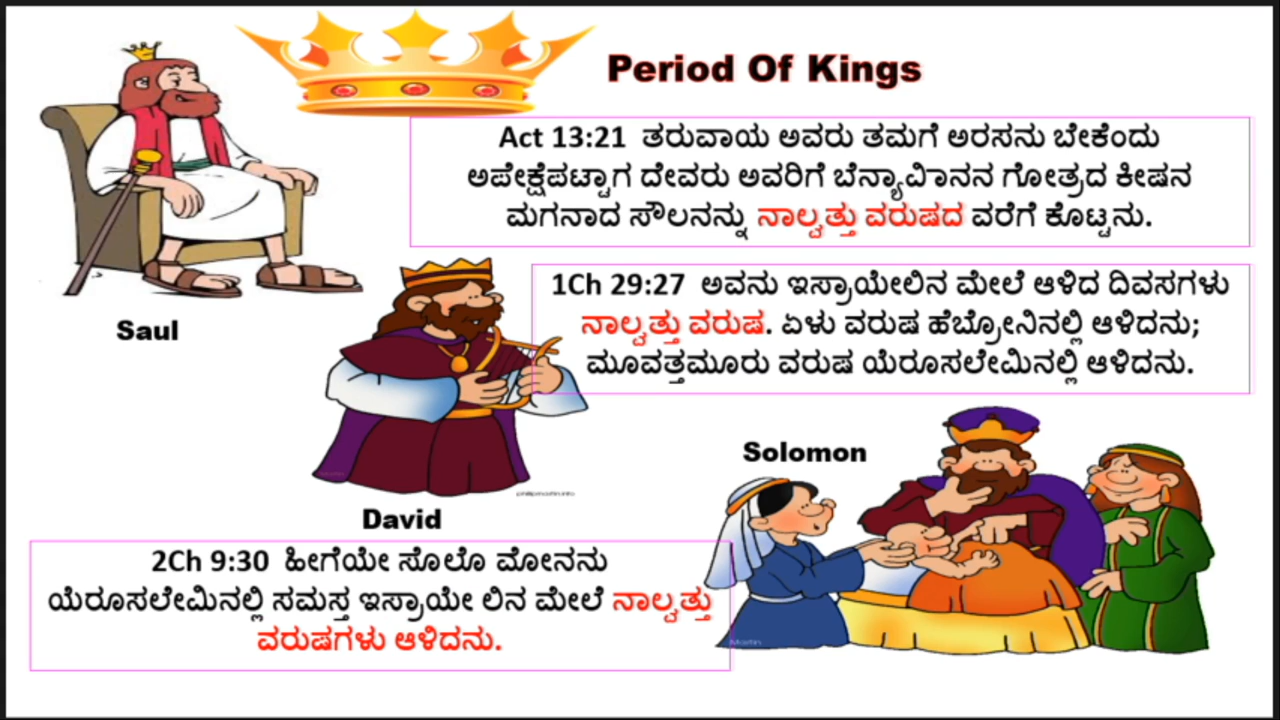 Period Of Kings
Act 13:21 ತರುವಾಯ ಅವರು ತಮಗೆ ಅರಸನು ಬೇಕೆಂದು
ಅಪೇಕ್ಷೆಪಟ್ಟಾಗ ದೇವರು ಅವರಿಗೆ ಬೆನ್ಯಾವಿಾನನ ಗೋತ್ರದ ಕೀಷನ
ಮಗನಾದ ಸೌಲನನ್ನು ನಾಲ್ವತ್ತು ವರುಷದ ವರೆಗೆ ಕೊಟ್ಟನು.
1Ch 29:27 ಅವನು ಇಸ್ರಾಯೇಲಿನ ಮೇಲೆ ಆಳಿದ ದಿವಸಗಳು
ನಾಲ್ವತ್ತು ವರುಷ. ಏಳು ವರುಷ ಹೆಬ್ರೋನಿನಲ್ಲಿ ಆಳಿದನು;
ಮೂವತ್ತಮೂರು ವರುಷ ಯೆರೂಸಲೇಮಿನಲ್ಲಿ ಆಳಿದನು.
Saul
Solomon
David
2Ch 9:30 ಹೀಗೆಯೇ ಸೊಲೊ ಮೋನನು
ಯೆರೂಸಲೇಮಿನಲ್ಲಿ ಸಮಸ್ತ ಇಸ್ರಾಯೇ ಲಿನ ಮೇಲೆ ನಾಲ್ವತ್ತು
ವರುಷಗಳು ಆಳಿದನು.